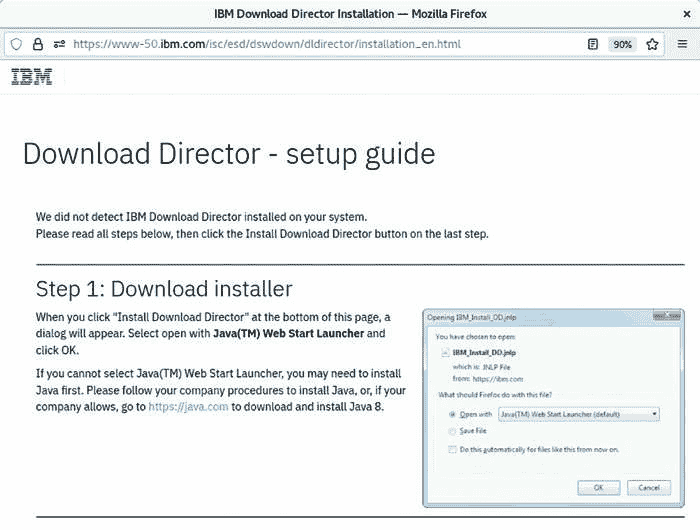 IBM Download Director Installation — Mozilla Firefox
https://www-50.ibm.com/isc/esd/dswdown/dldirector/installation_en.html
90%
IBM
Download Director - setup guide
We did not detect IBM Download Director installed on your system.
Please read all steps below, then click the Install Download Director button on the last step.
Step 1: Download installer
When you click "Install Download Director" at the bottom of this page, a
dialog will appear. Select open with Java(TM) Web Start Launcher and
click OK.
If you cannot select Java(TM) Web Start Launcher, you may need to install
Java first. Please follow your company procedures to install Java, or, if your
company allows, go to https://java.com to download and install Java 8.
Opening IBM_Install_DD.jnlp
You have chosen to open:
IBM_Install_DD.jnlp
which is: JNLP File
from: https://ibm.com
What should Firefox do with this file?
Open with Java(TM) Web Start Launcher (default)
Save File
Do this automatically for files like this from now on.
OK Cancel